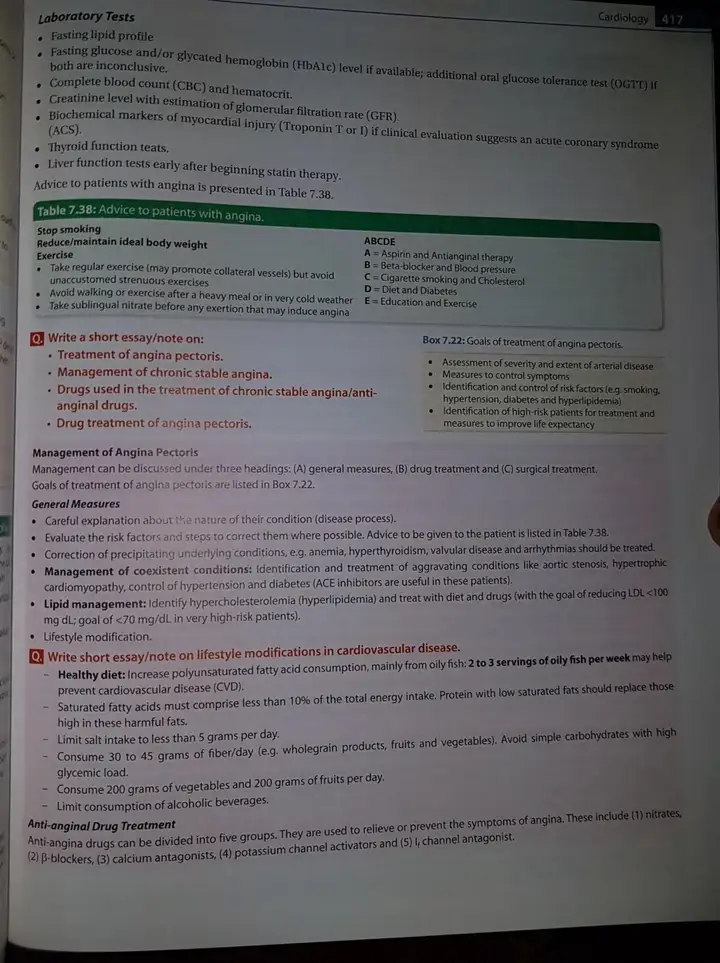 Cardiology 417
Laboratory Tests
• Fasting lipid profile
• Fasting glucose and/or glycated hemoglobin (HbA1c) level if available; additional oral glucose tolerance test (OGTT) if
both are inconclusive.
• Complete blood count (CBC) and hematocrit.
• Creatinine level with estimation of glomerular filtration rate (GFR).
• Biochemical markers of myocardial injury (Troponin T or I) if clinical evaluation suggests an acute coronary syndrome
(ACS).
• Thyroid function teats.
• Liver function tests early after beginning statin therapy.
Advice to patients with angina is presented in Table 7.38.
Table 7.38: Advice to patients with angina.
Stop smoking
Reduce/maintain ideal body weight
Exercise
• Take regular exercise (may promote collateral vessels) but avoid
unaccustomed strenuous exercises
• Avoid walking or exercise after a heavy meal or in very cold weather
• Take sublingual nitrate before any exertion that may induce angina
ABCDE
A = Aspirin and Antianginal therapy
B = Beta-blocker and Blood pressure
C = Cigarette smoking and Cholesterol
D = Diet and Diabetes
E = Education and Exercise
Q. Write a short essay/note on:
• Treatment of angina pectoris.
• Management of chronic stable angina.
• Drugs used in the treatment of chronic stable angina/anti-
anginal drugs.
• Drug treatment of angina pectoris.
Box 7.22: Goals of treatment of angina pectoris.
• Assessment of severity and extent of arterial disease
• Measures to control symptoms
• Identification and control of risk factors (e.g. smoking,
hypertension, diabetes and hyperlipidemia)
• Identification of high-risk patients for treatment and
measures to improve life expectancy
Management of Angina Pectoris
Management can be discussed under three headings: (A) general measures, (B) drug treatment and (C) surgical treatment.
Goals of treatment of angina pectoris are listed in Box 7.22.
General Measures
• Careful explanation about the nature of their condition (disease process).
• Evaluate the risk factors and steps to correct them where possible. Advice to be given to the patient is listed in Table 7.38.
• Correction of precipitating underlying conditions, e.g. anemia, hyperthyroidism, valvular disease and arrhythmias should be treated.
• Management of coexistent conditions: Identification and treatment of aggravating conditions like aortic stenosis, hypertrophic
cardiomyopathy, control of hypertension and diabetes (ACE inhibitors are useful in these patients).
• Lipid management: Identify hypercholesterolemia (hyperlipidemia) and treat with diet and drugs (with the goal of reducing LDL <100
mg dL; goal of <70 mg/dL in very high-risk patients).
• Lifestyle modification.
Q. Write short essay/note on lifestyle modifications in cardiovascular disease.
– Healthy diet: Increase polyunsaturated fatty acid consumption, mainly from oily fish: 2 to 3 servings of oily fish per week may help
prevent cardiovascular disease (CVD).
– Saturated fatty acids must comprise less than 10% of the total energy intake. Protein with low saturated fats should replace those
high in these harmful fats.
– Limit salt intake to less than 5 grams per day.
– Consume 30 to 45 grams of fiber/day (e.g. wholegrain products, fruits and vegetables). Avoid simple carbohydrates with high
glycemic load.
– Consume 200 grams of vegetables and 200 grams of fruits per day.
– Limit consumption of alcoholic beverages.
Anti-anginal Drug Treatment
Anti-angina drugs can be divided into five groups. They are used to relieve or prevent the symptoms of angina. These include (1) nitrates,
(2) β-blockers, (3) calcium antagonists, (4) potassium channel activators and (5) If channel antagonist.